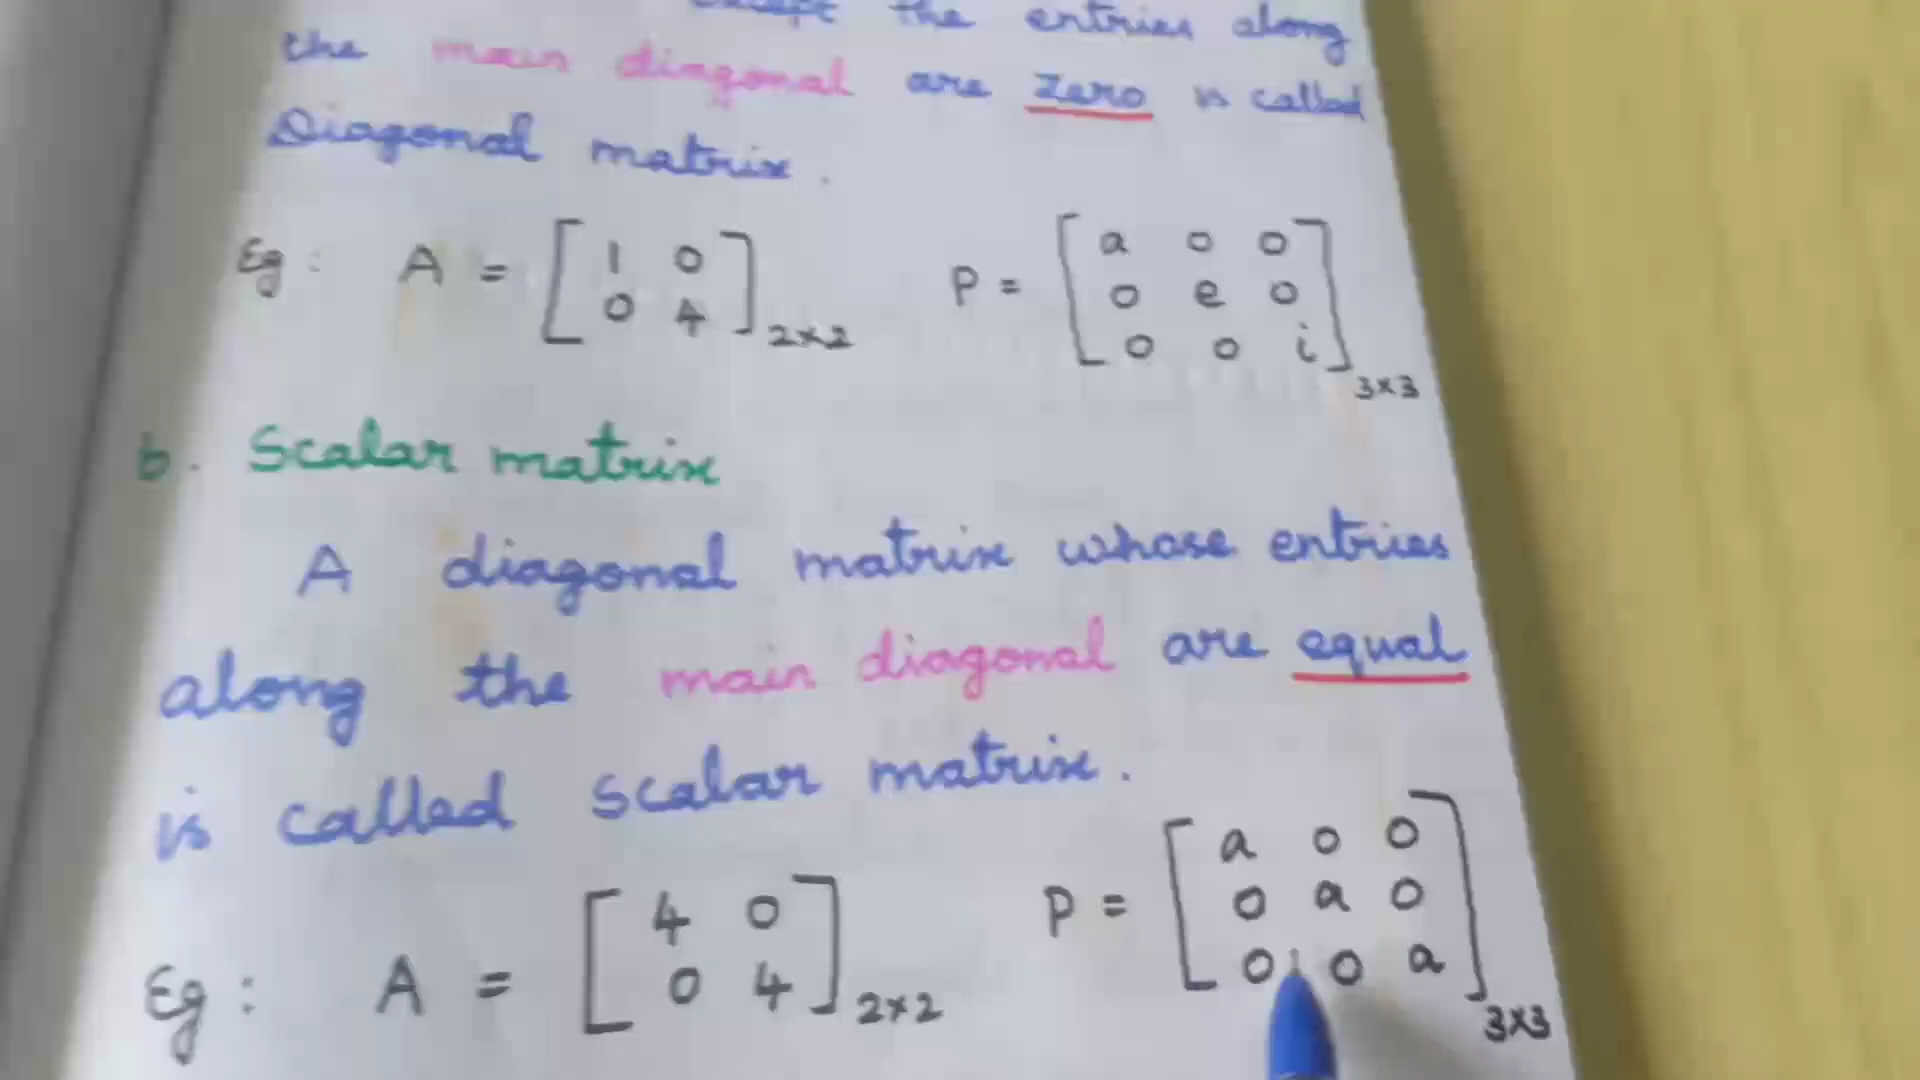 except the entries along
the main diagonal are zero is called
Diagonal matrix.
Eg : A = [ 1 0 P = [ a 0 0
0 4 ] 2×2 0 e 0
0 0 i ] 3×3
b. Scalar matrix
A diagonal matrix whose entries
along the main diagonal are equal
is called scalar matrix.
Eg : A = [ 4 0 P = [ a 0 0
0 4 ] 2×2 0 a 0
0 0 a ] 3×3